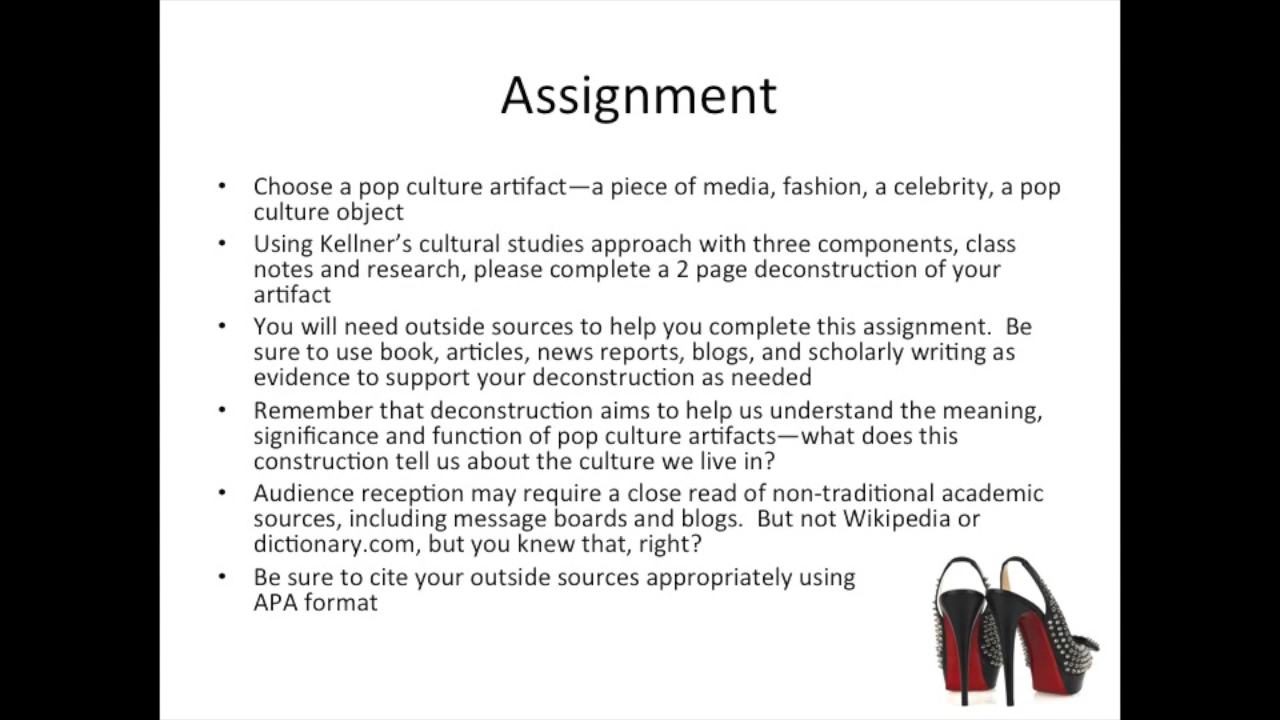 Assignment
• Choose a pop culture artifact—a piece of media, fashion, a celebrity, a pop
culture object
• Using Kellner’s cultural studies approach with three components, class
notes and research, please complete a 2 page deconstruction of your
artifact
• You will need outside sources to help you complete this assignment.  Be
sure to use book, articles, news reports, blogs, and scholarly writing as
evidence to support your deconstruction as needed
• Remember that deconstruction aims to help us understand the meaning,
significance and function of pop culture artifacts—what does this
construction tell us about the culture we live in?
• Audience reception may require a close read of non-traditional academic
sources, including message boards and blogs.  But not Wikipedia or
dictionary.com, but you knew that, right?
• Be sure to cite your outside sources appropriately using
APA format